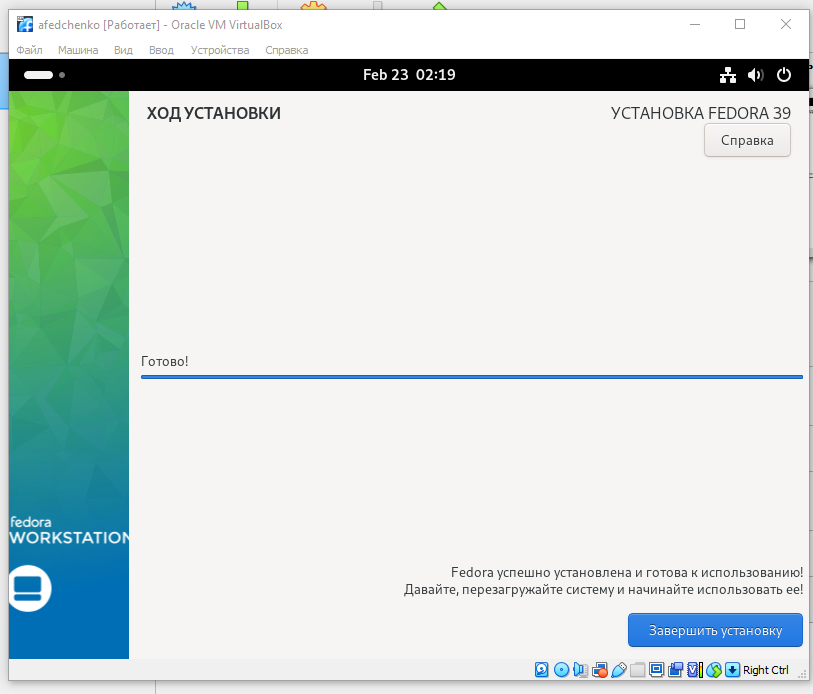 afedchenko [Работает] - Oracle VM VirtualBox
Файл Машина Вид Ввод Устройства Справка
Feb 23 02:19
ХОД УСТАНОВКИ
УСТАНОВКА FEDORA 39
Справка
Готово!
fedora
WORKSTATION
Fedora успешно установлена и готова к использованию!
Давайте, перезагружайте систему и начинайте использовать ее!
Завершить установку
Right Ctrl